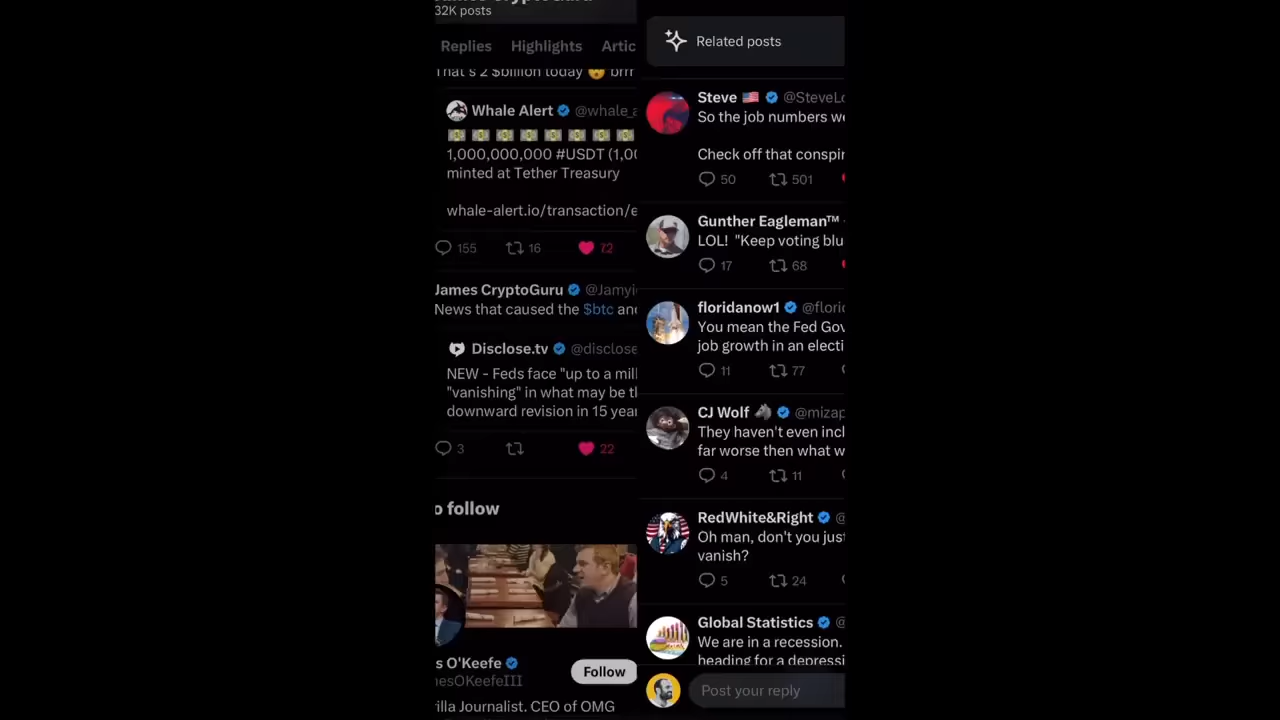 32K posts
Replies Highlights Artic
That's 2 $billion today 😯 brrr
Whale Alert @whale_a
1,000,000,000 #USDT (1,00
minted at Tether Treasury
whale-alert.io/transaction/e
155 16 72
James CryptoGuru @Jamyi
News that caused the $btc and
Disclose.tv @disclose
NEW - Feds face "up to a mill
"vanishing" in what may be th
downward revision in 15 year
3 22
o follow
s O'Keefe
nesOKeefeIII
Follow
rilla Journalist. CEO of OMG
Related posts
Steve 🇺🇸 @SteveLo
So the job numbers we
Check off that conspir
50 501
Gunther Eagleman™
LOL! "Keep voting blu
17 68
floridanow1 @florid
You mean the Fed Gov
job growth in an electi
11 77
CJ Wolf 🐴 @mizap
They haven't even incl
far worse then what w
4 11
RedWhite&Right @
Oh man, don't you just
vanish?
5 24
Global Statistics @
We are in a recession.
heading for a depressi
Post your reply